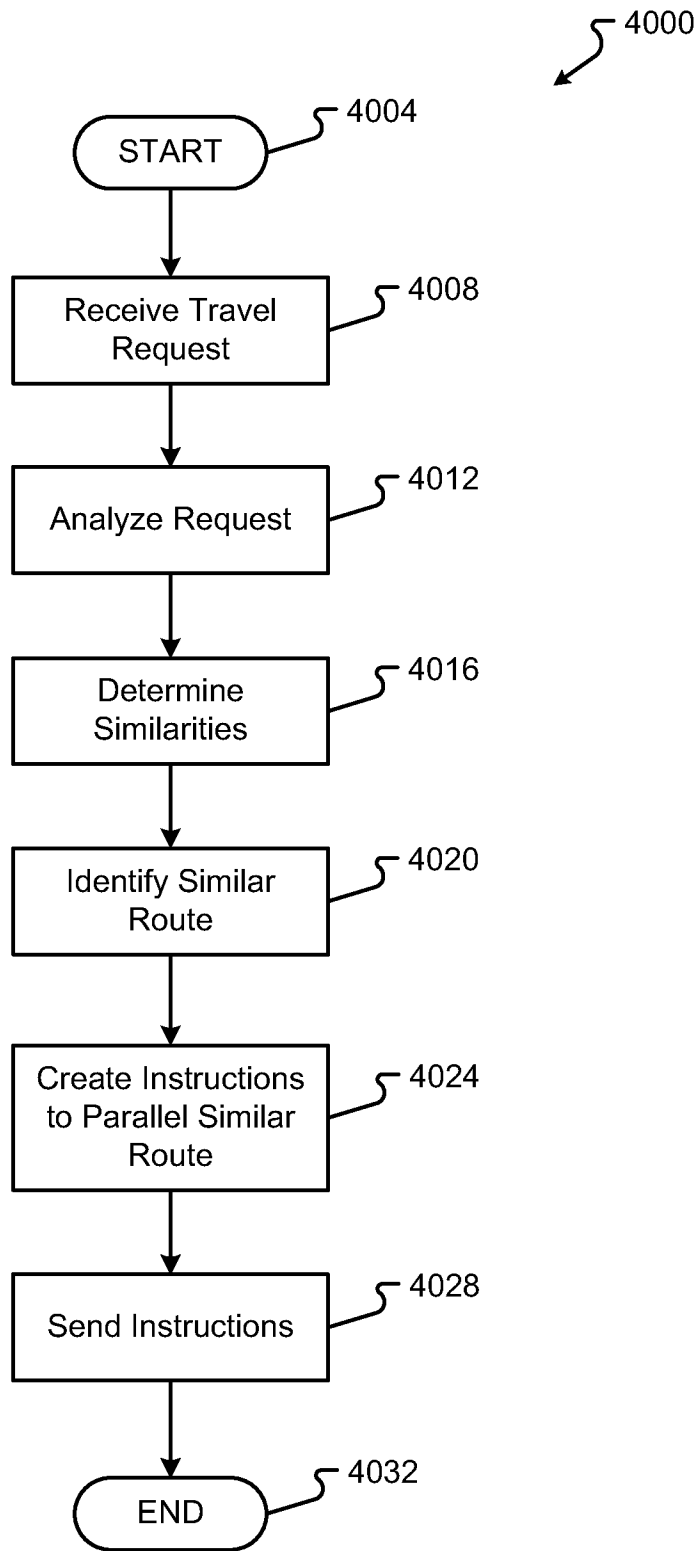 4000
START
4004
Receive Travel
Request
4008
Analyze Request
4012
Determine
Similarities
4016
Identify Similar
Route
4020
Create Instructions
to Parallel Similar
Route
4024
Send Instructions
4028
END
4032